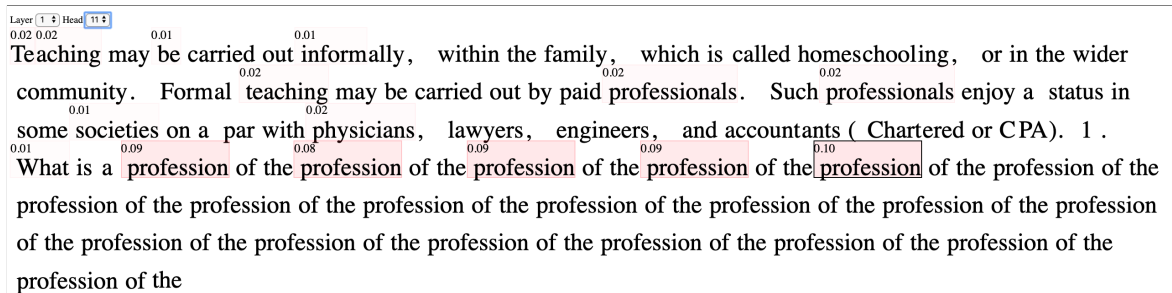 Layer 1 Head 11
0.02 0.02 0.01 0.01
Teaching may be carried out informally, within the family, which is called homeschooling, or in the wider
0.02 0.02 0.02
community. Formal teaching may be carried out by paid professionals. Such professionals enjoy a status in
0.01 0.02
some societies on a par with physicians, lawyers, engineers, and accountants ( Chartered or CPA). 1 .
0.01 0.09 0.08 0.09 0.09 0.10
What is a profession of the profession of the profession of the profession of the profession of the profession of the
profession of the profession of the profession of the profession of the profession of the profession of the profession
of the profession of the profession of the profession of the profession of the profession of the profession of the
profession of the